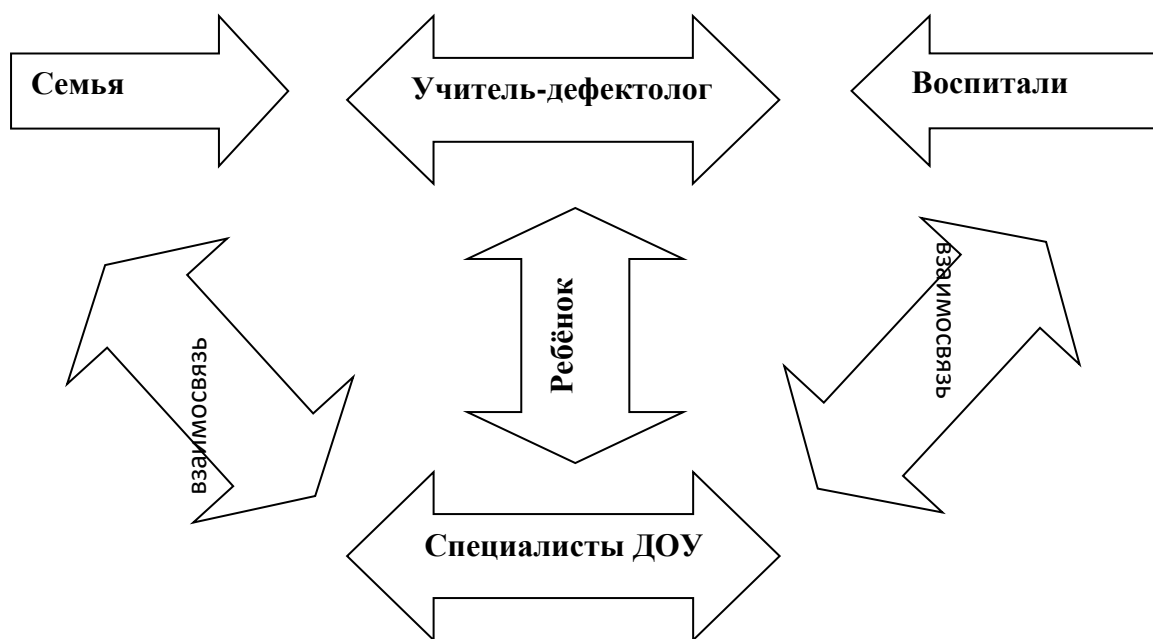 Семья
Учитель-дефектолог
Воспитали
взаимосвязь
Ребёнок
взаимосвязь
Специалисты ДОУ